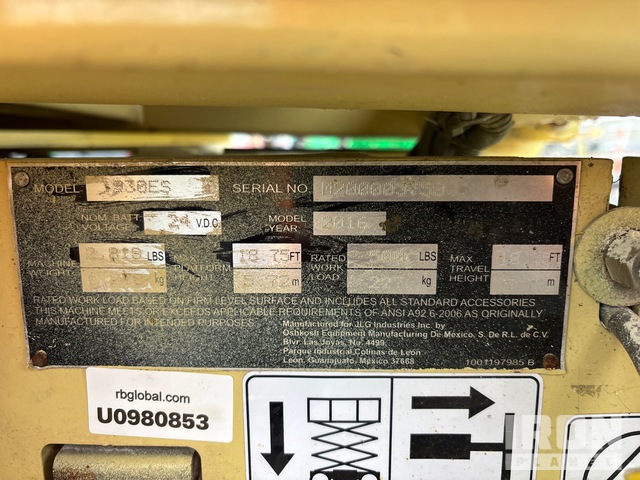 MODEL 1930ES SERIAL NO.
NOM. BATT. VOLTAGE 24 V.D.C. MODEL YEAR 2016
MACHINE WEIGHT LBS kg MAX PLATFORM 18.75 FT m RATED WORK LOAD LBS kg MAX TRAVEL HEIGHT FT m
RATED WORK LOAD BASED ON FIRM LEVEL SURFACE AND INCLUDES ALL STANDARD ACCESSORIES
THIS MACHINE MEETS OR EXCEEDS APPLICABLE REQUIREMENTS OF ANSI A92.6-2006 AS ORIGINALLY
MANUFACTURED FOR INTENDED PURPOSES
Manufactured for JLG Industries Inc. by
Oshkosh Equipment Manufacturing De Mexico, S. De R.L. de C.V.
Blvr. Las Joyas, No. 4499,
Parque Industrial Colinas de Leon
Leon, Guanajuato, Mexico 37668
1001197985 B
rbglobal.com
U0980853
IRON
PLANET